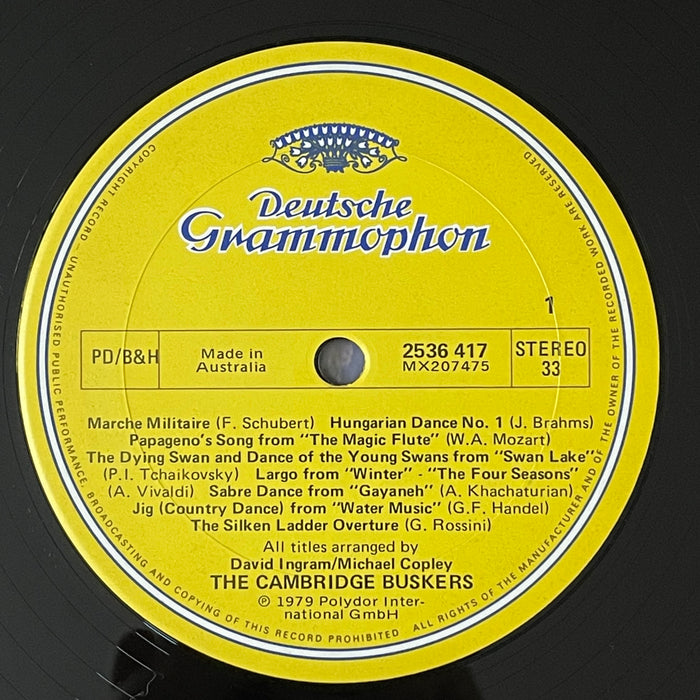 Deutsche
Grammophon
1
PD/B&H
Made in
Australia
2536 417
MX207475
STEREO
33
Marche Militaire (F. Schubert) Hungarian Dance No. 1 (J. Brahms)
Papageno's Song from "The Magic Flute" (W.A. Mozart)
The Dying Swan and Dance of the Young Swans from "Swan Lake"
(P.I. Tchaikovsky) Largo from "Winter" - "The Four Seasons"
(A. Vivaldi) Sabre Dance from "Gayaneh" (A. Khachaturian)
Jig (Country Dance) from "Water Music" (G.F. Handel)
The Silken Ladder Overture (G. Rossini)
All titles arranged by
David Ingram/Michael Copley
THE CAMBRIDGE BUSKERS
℗ 1979 Polydor Inter-
national GmbH
ALL RIGHTS OF THE MANUFACTURER AND OF THE OWNER OF THE RECORDED WORK ARE RESERVED
COPYRIGHT RECORD - UNAUTHORISED PUBLIC PERFORMANCE, BROADCASTING AND COPYING OF THIS RECORD PROHIBITED